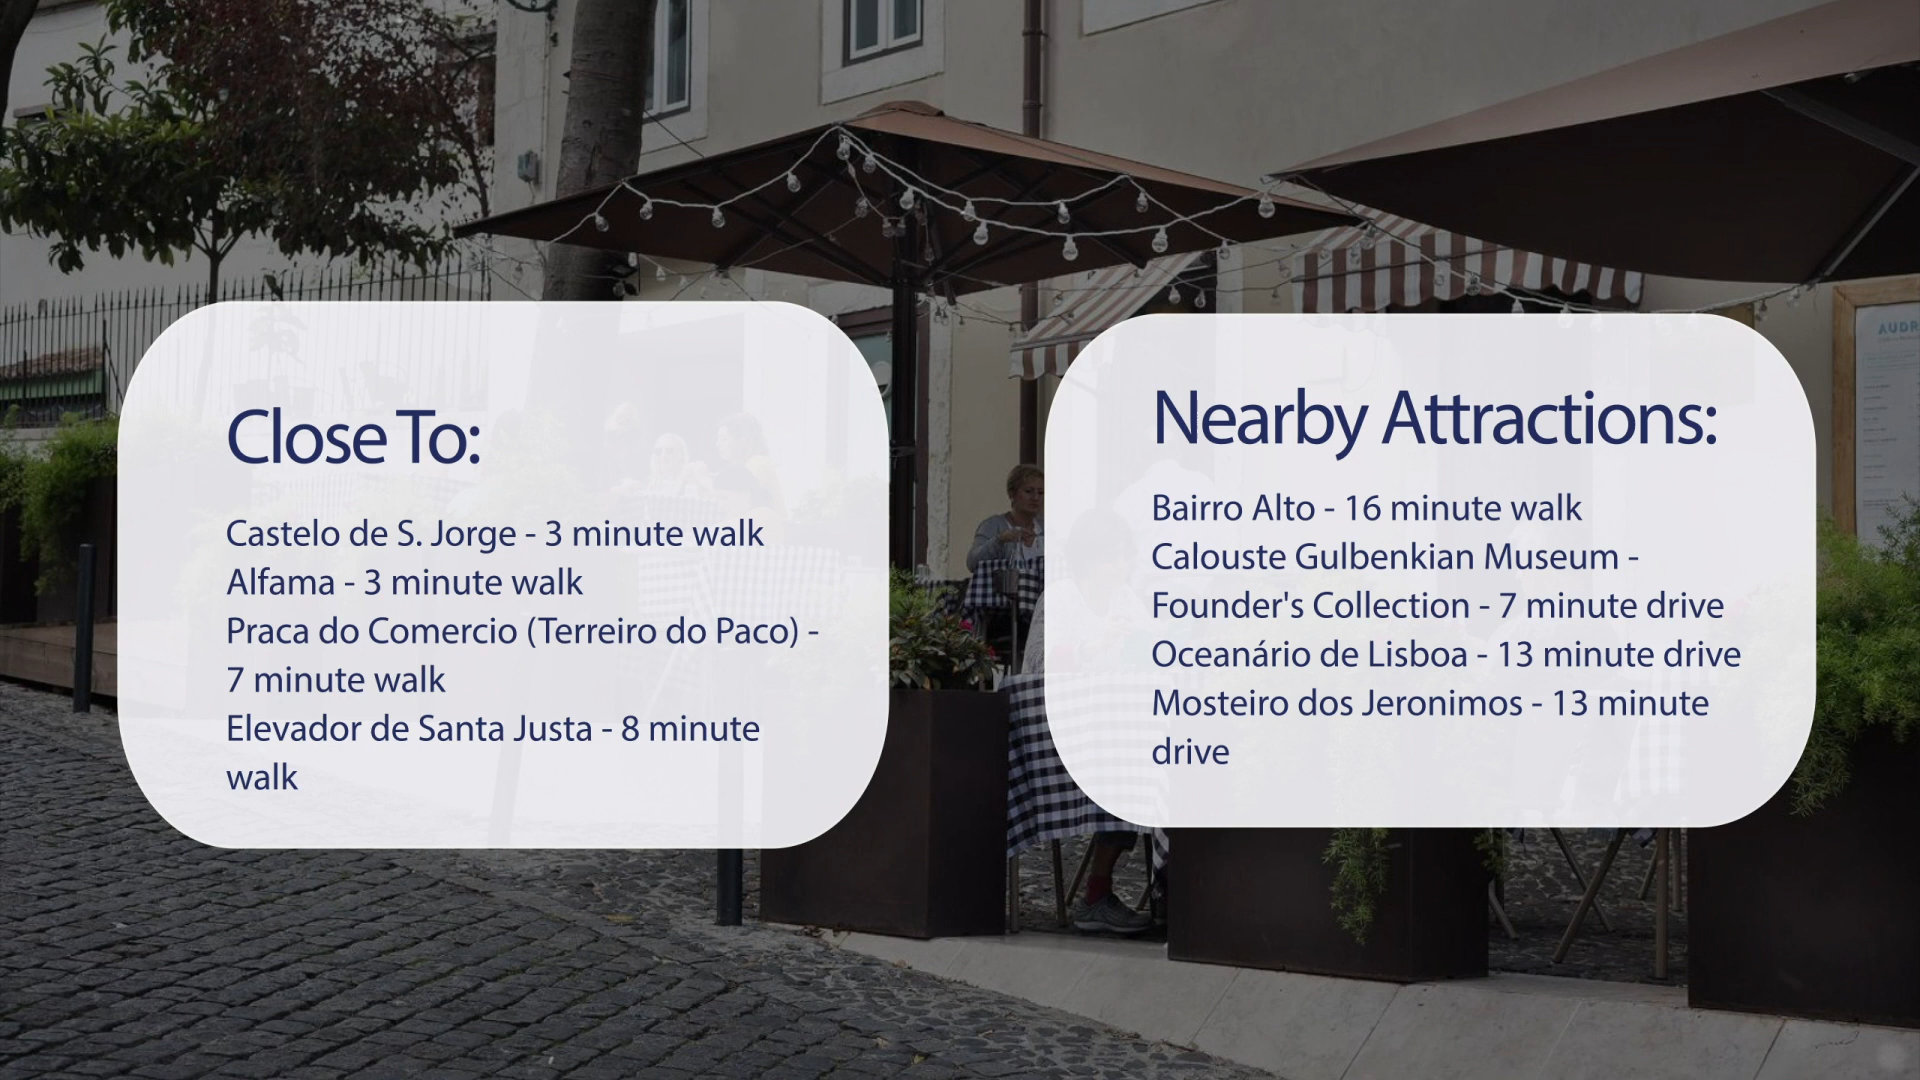 Close To:
Castelo de S. Jorge - 3 minute walk
Alfama - 3 minute walk
Praca do Comercio (Terreiro do Paco) -
7 minute walk
Elevador de Santa Justa - 8 minute
walk
Nearby Attractions:
Bairro Alto - 16 minute walk
Calouste Gulbenkian Museum -
Founder's Collection - 7 minute drive
Oceanário de Lisboa - 13 minute drive
Mosteiro dos Jeronimos - 13 minute
drive